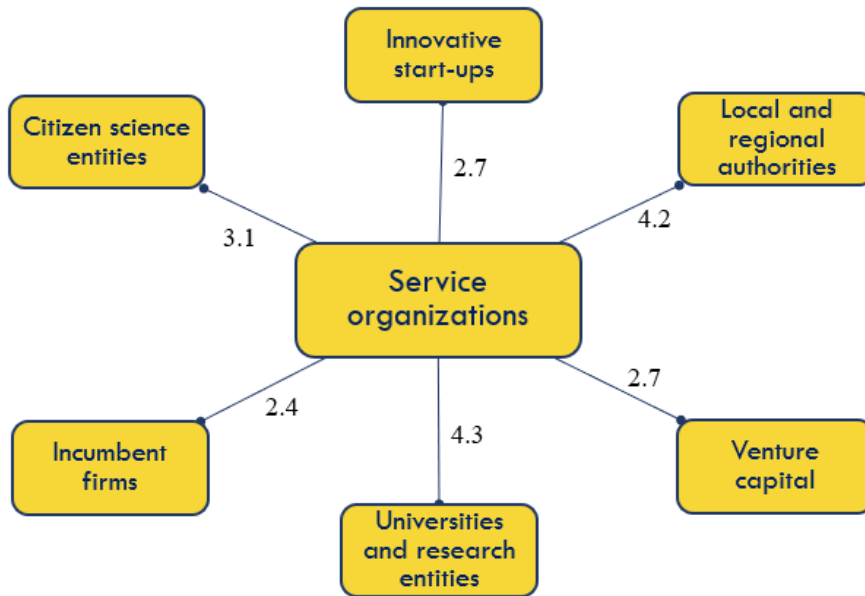 Innovative
start-ups
Citizen science
entities
Local and
regional
authorities
2.7
3.1
4.2
Service
organizations
2.4
4.3
2.7
Incumbent
firms
Universities
and research
entities
Venture
capital